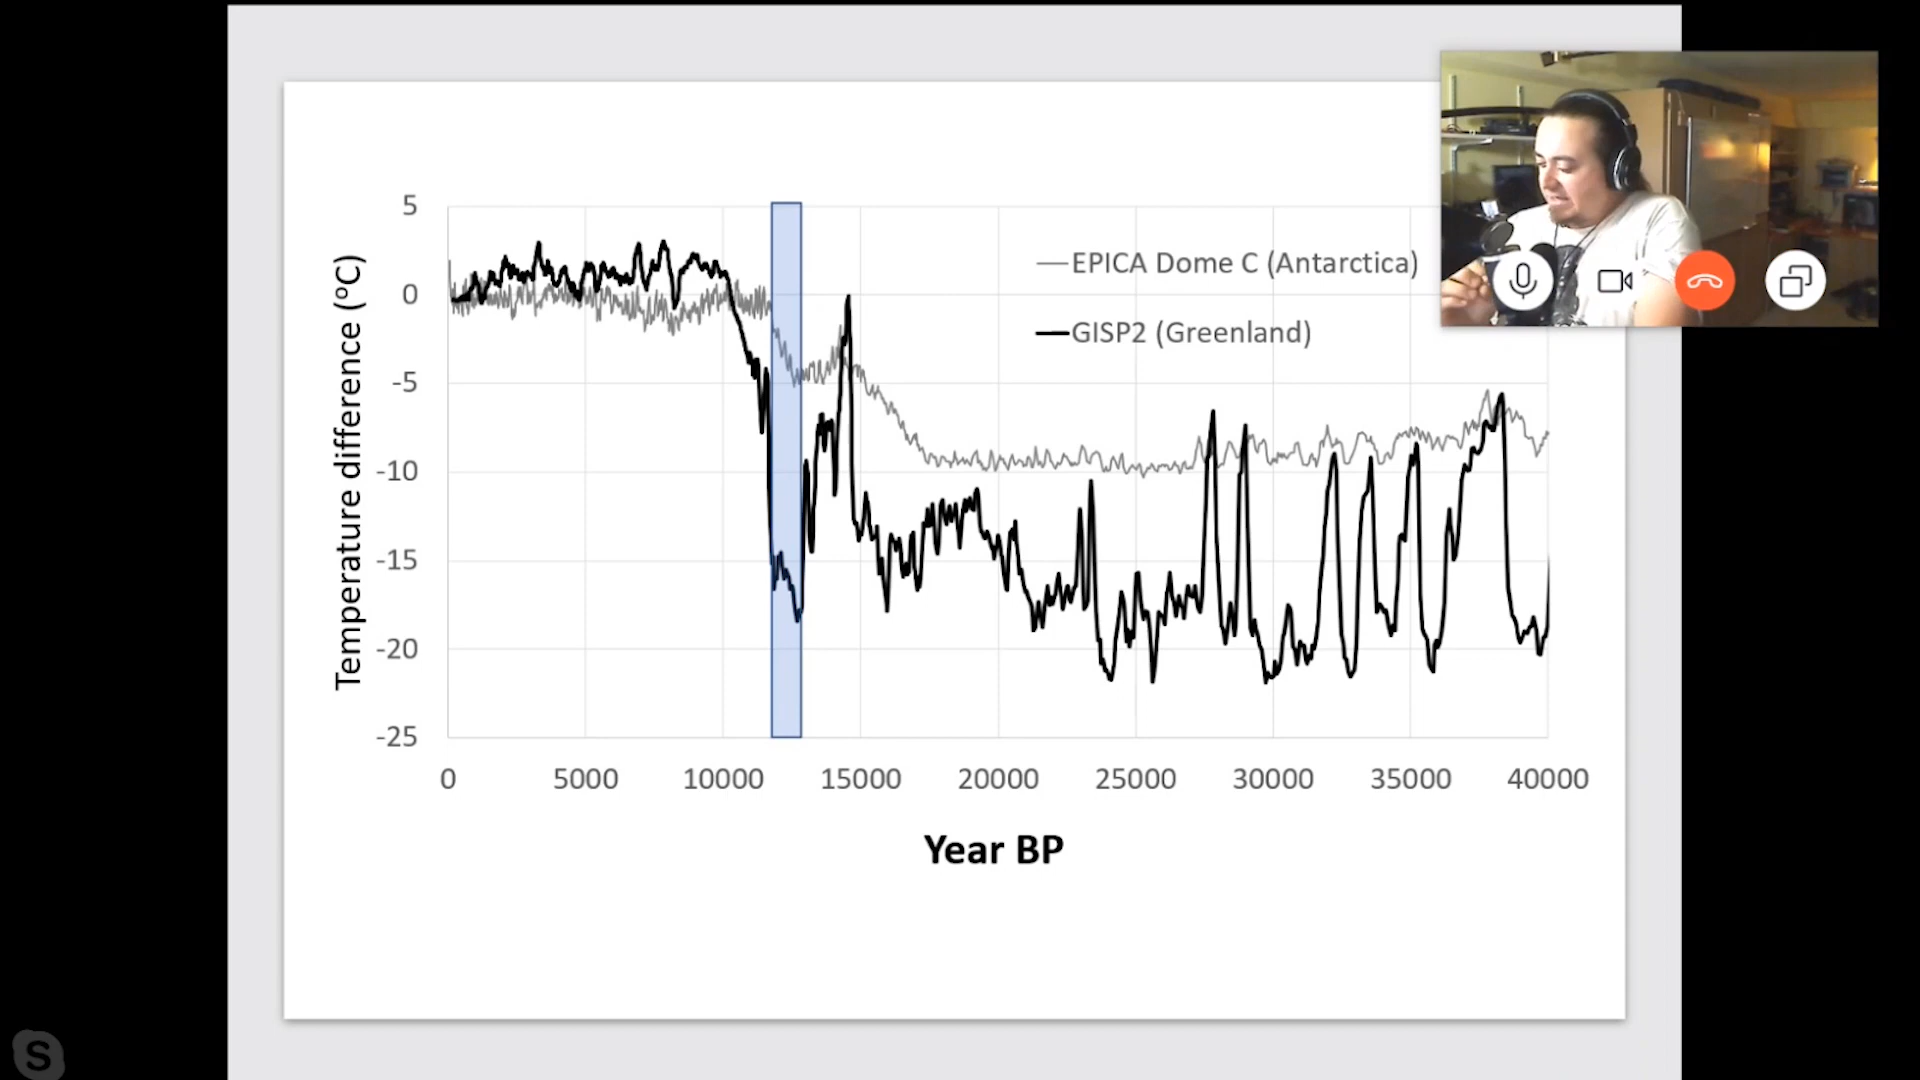 5
0
-5
-10
-15
-20
-25
Temperature difference (ºC)
EPICA Dome C (Antarctica)
GISP2 (Greenland)
0 5000 10000 15000 20000 25000 30000 35000 40000
Year BP
S